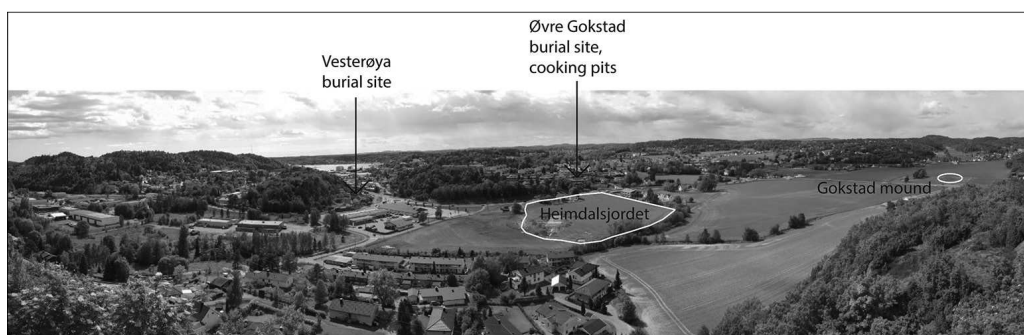 Vesterøya
burial site
Øvre Gokstad
burial site,
cooking pits
Heimdalsjordet
Gokstad mound